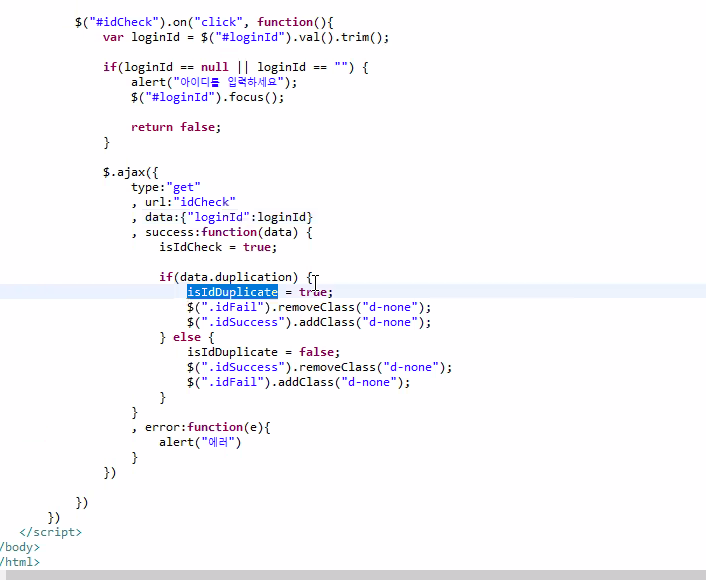 $("#idCheck").on("click", function(){
var loginId = $("#loginId").val().trim();
if(loginId == null || loginId == "") {
alert("아이디를 입력하세요");
$("#loginId").focus();
return false;
}
$.ajax({
type:"get"
, url:"idCheck"
, data:{"loginId":loginId}
, success:function(data) {
isIdCheck = true;
if(data.duplication) {
isIdDuplicate = true;
$(".idFail").removeClass("d-none");
$(".idSuccess").addClass("d-none");
} else {
isIdDuplicate = false;
$(".idSuccess").removeClass("d-none");
$(".idFail").addClass("d-none");
}
}
, error:function(e){
alert("에러")
}
})
})
})
</script>
/body>
/html>